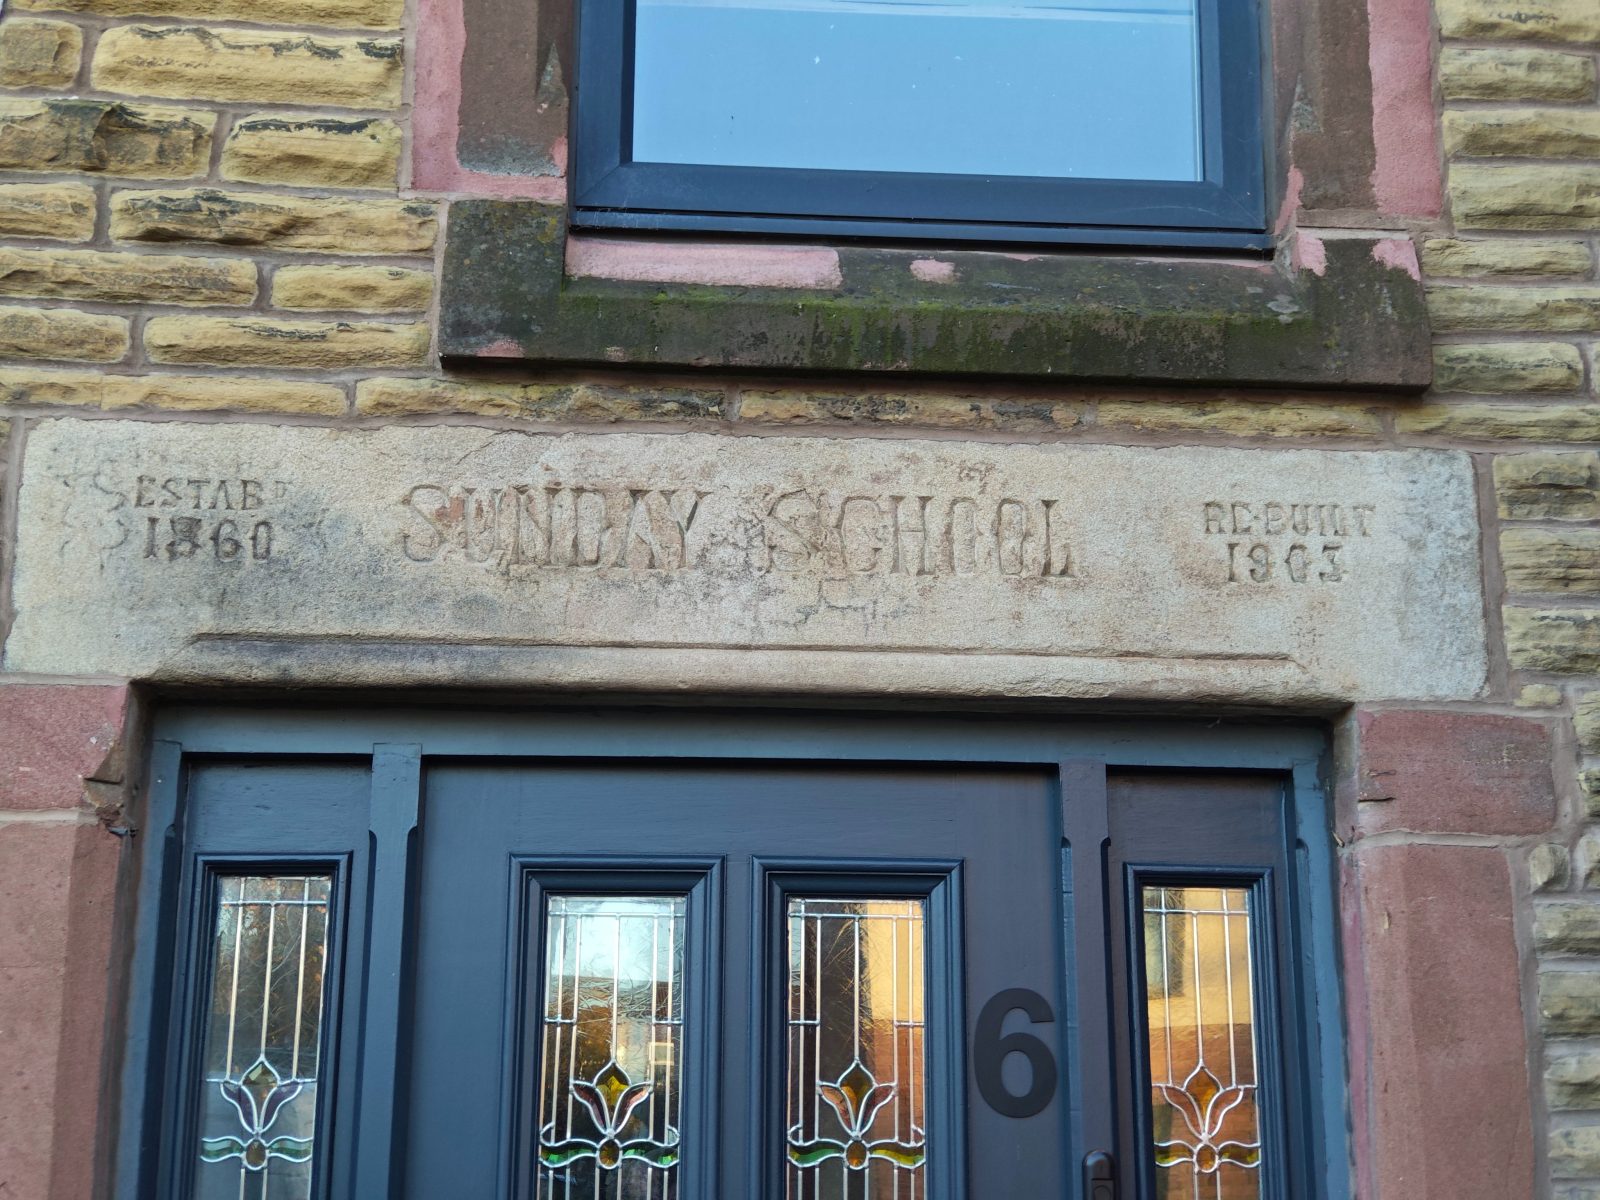 ESTABD
1860
SUNDAY SCHOOL
RE-BUILT
1903
6